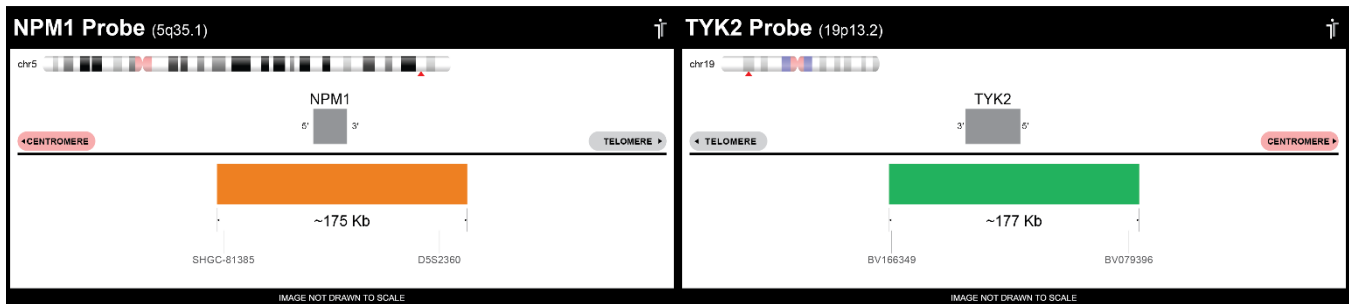 NPM1 Probe (5q35.1)
chr5
NPM1
5' 3'
◂CENTROMERE
TELOMERE ▸
~175 Kb
SHGC-81385
D5S2360
IMAGE NOT DRAWN TO SCALE
TYK2 Probe (19p13.2)
chr19
TYK2
3' 5'
◂ TELOMERE
CENTROMERE▸
~177 Kb
BV166349
BV079396
IMAGE NOT DRAWN TO SCALE